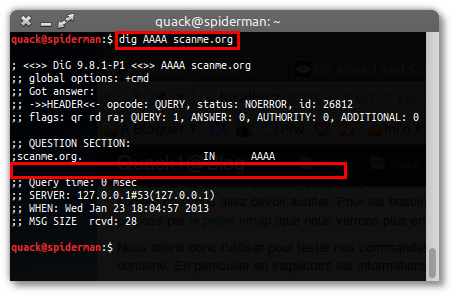 quack@spiderman: ~
quack@spiderman:$ dig AAAA scanme.org
; <<>> DiG 9.8.1-P1 <<>> AAAA scanme.org
;; global options: +cmd
;; Got answer:
;; ->>HEADER<<- opcode: QUERY, status: NOERROR, id: 26812
;; flags: qr rd ra; QUERY: 1, ANSWER: 0, AUTHORITY: 0, ADDITIONAL: 0
;; QUESTION SECTION:
;scanme.org. IN AAAA
;; Query time: 0 msec
;; SERVER: 127.0.0.1#53(127.0.0.1)
;; WHEN: Wed Jan 23 18:04:57 2013
;; MSG SIZE rcvd: 28
quack@spiderman:$